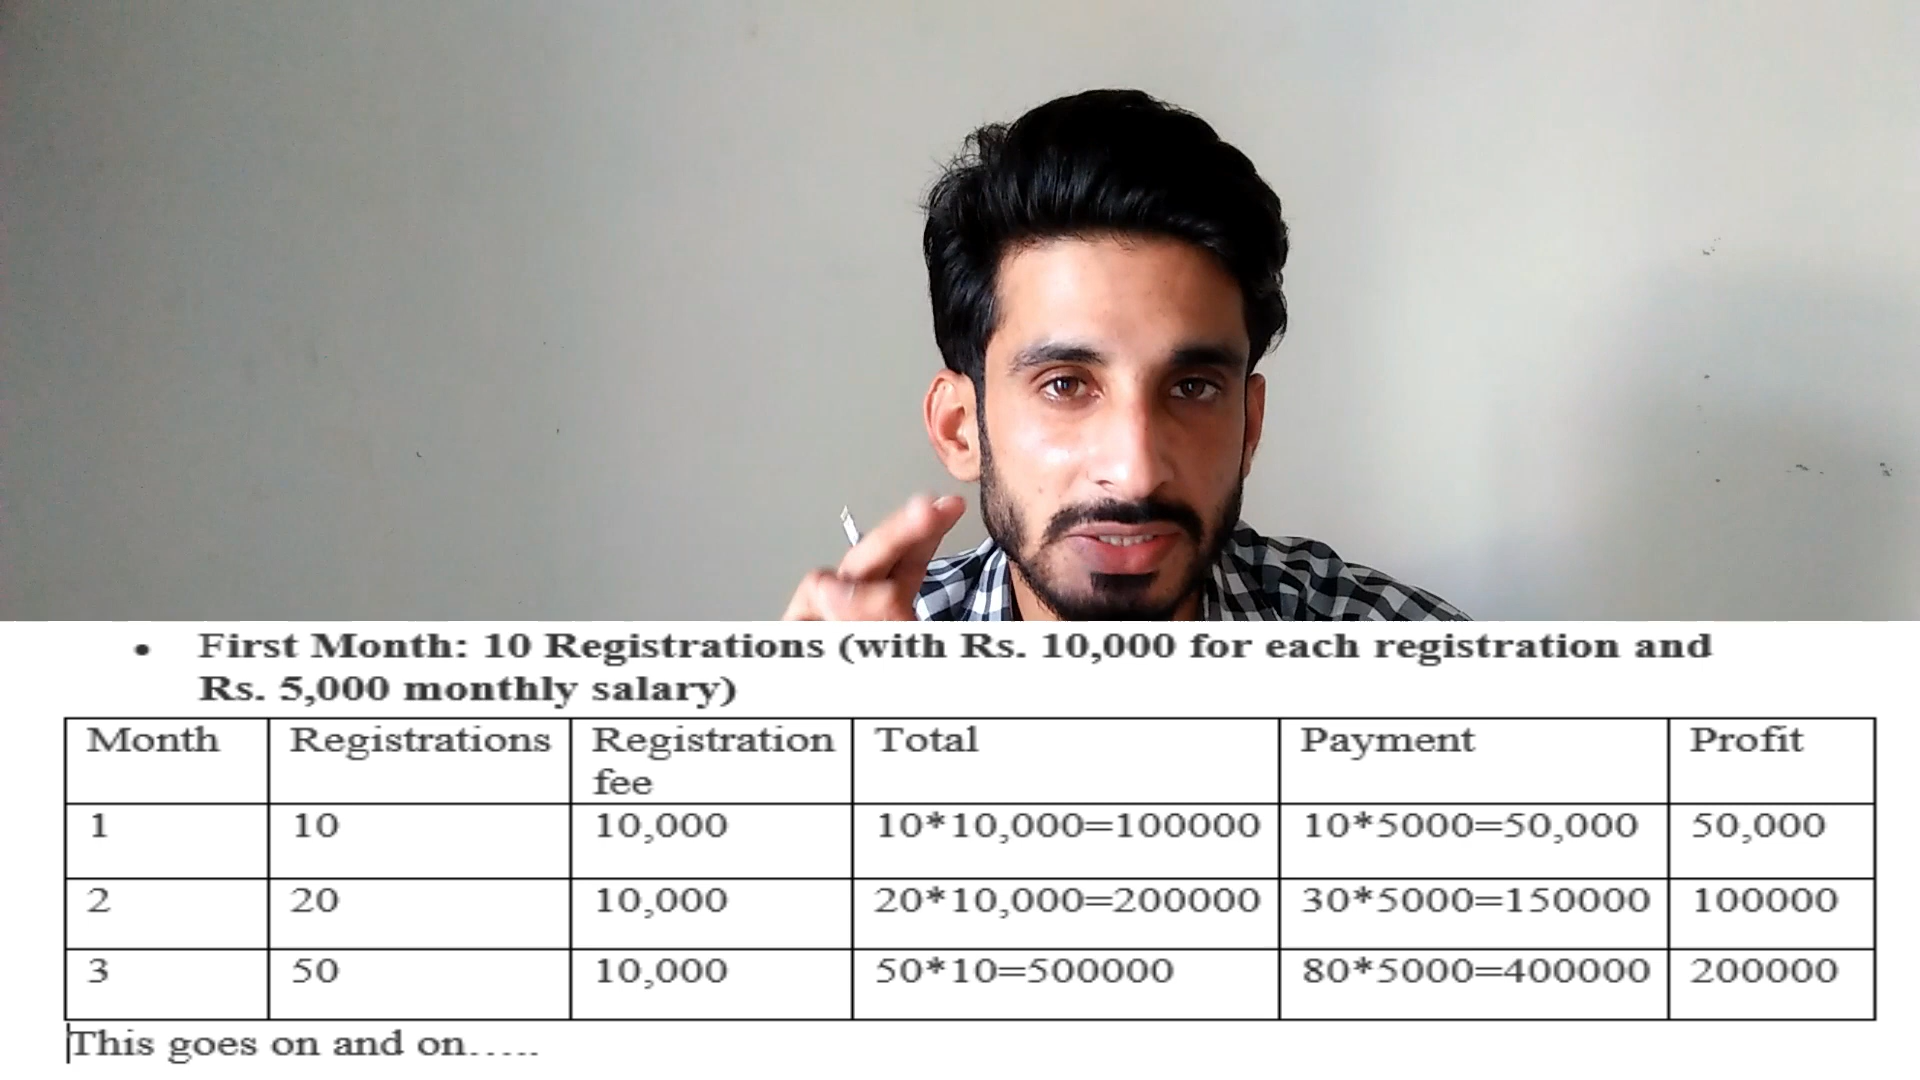 • First Month: 10 Registrations (with Rs. 10,000 for each registration and
Rs. 5,000 monthly salary)
Month Registrations Registration fee Total Payment Profit
1 10 10,000 10*10,000=100000 10*5000=50,000 50,000
2 20 10,000 20*10,000=200000 30*5000=150000 100000
3 50 10,000 50*10=500000 80*5000=400000 200000
This goes on and on.....